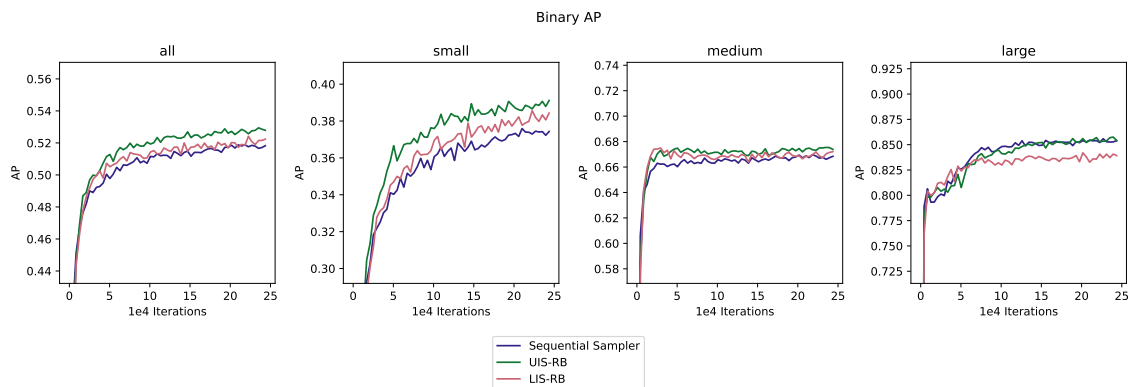 Binary AP
all
small
medium
large
0.56
0.54
0.52
0.50
0.48
0.46
0.44
AP
0 5 10 15 20 25
1e4 Iterations
0.40
0.38
0.36
0.34
0.32
0.30
AP
0 5 10 15 20 25
1e4 Iterations
0.74
0.72
0.70
0.68
0.66
0.64
0.62
0.60
0.58
AP
0 5 10 15 20 25
1e4 Iterations
0.925
0.900
0.875
0.850
0.825
0.800
0.775
0.750
0.725
AP
0 5 10 15 20 25
1e4 Iterations
Sequential Sampler
UIS-RB
LIS-RB